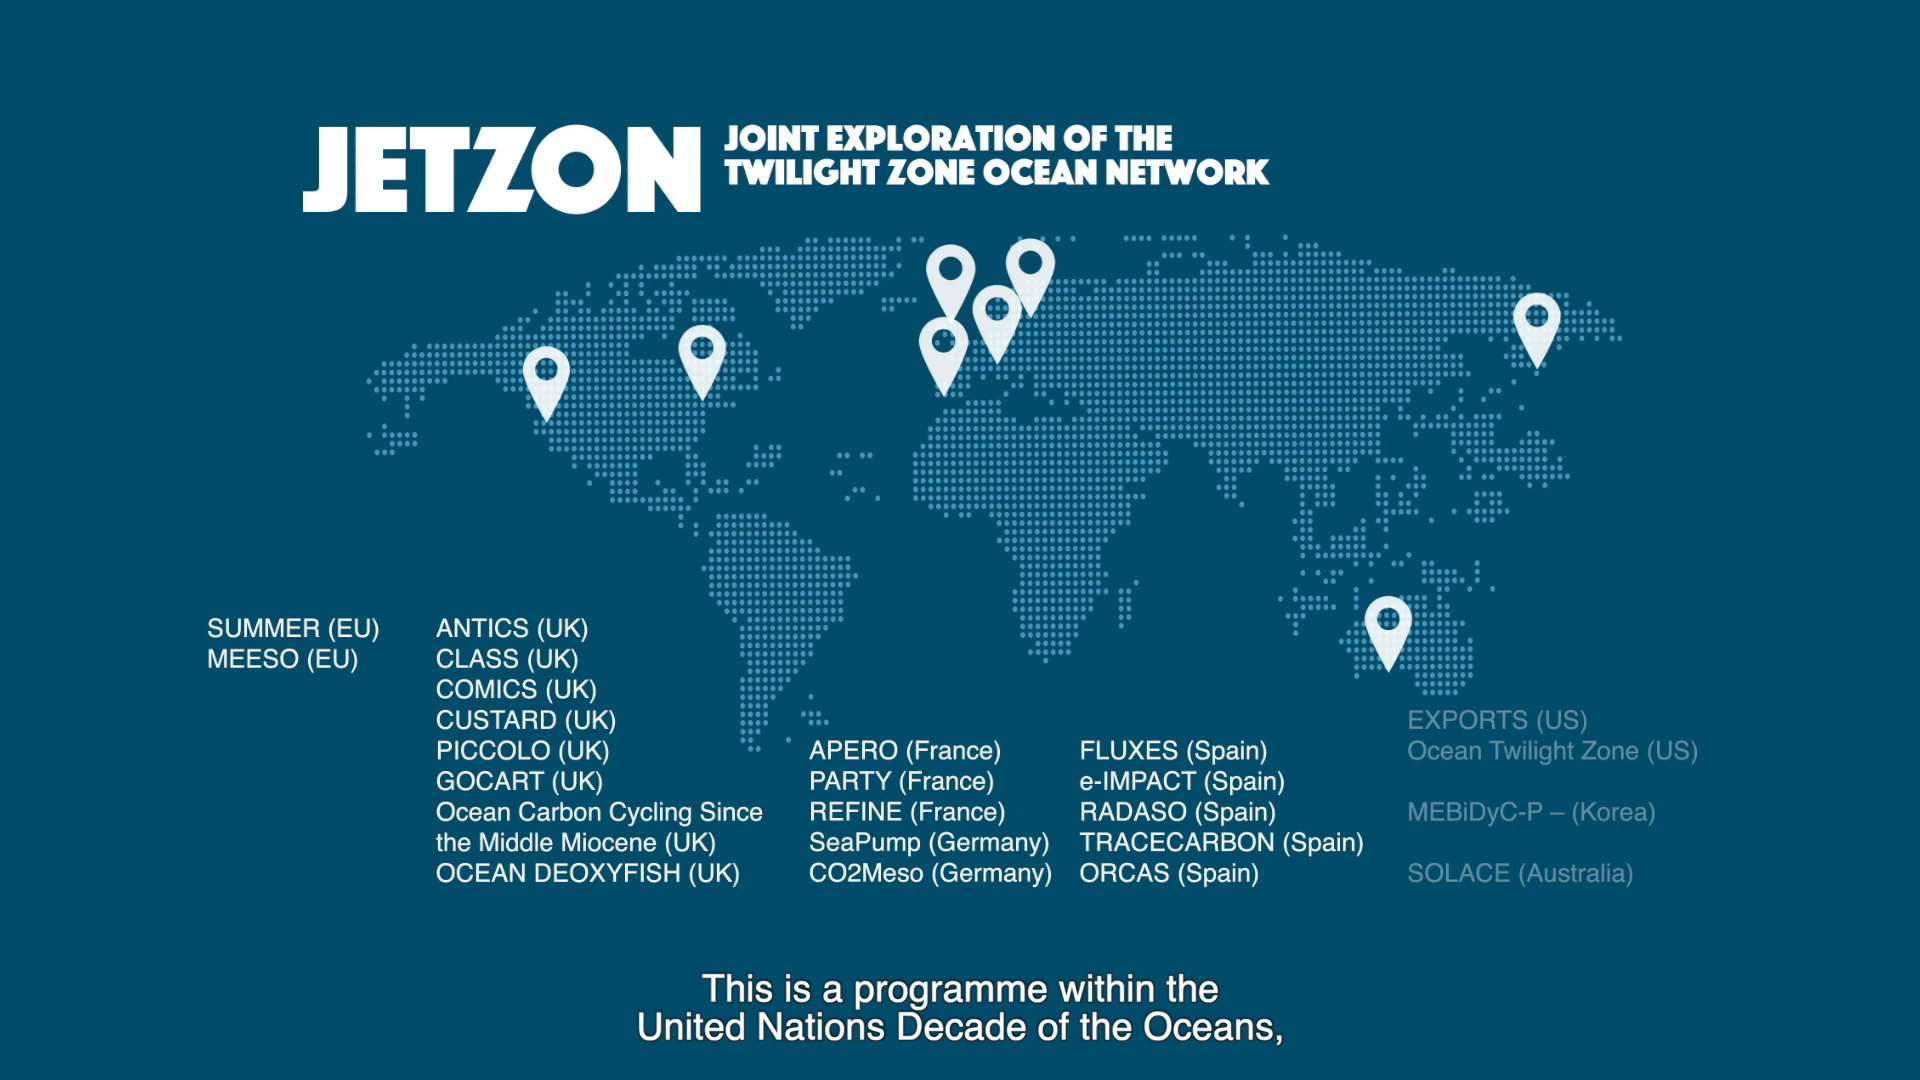 JETZON
JOINT EXPLORATION OF THE
TWILIGHT ZONE OCEAN NETWORK
SUMMER (EU)
MEESO (EU)
ANTICS (UK)
CLASS (UK)
COMICS (UK)
CUSTARD (UK)
PICCOLO (UK)
GOCART (UK)
Ocean Carbon Cycling Since
the Middle Miocene (UK)
OCEAN DEOXYFISH (UK)
APERO (France)
PARTY (France)
REFINE (France)
SeaPump (Germany)
CO2Meso (Germany)
FLUXES (Spain)
e-IMPACT (Spain)
RADASO (Spain)
TRACECARBON (Spain)
ORCAS (Spain)
EXPORTS (US)
Ocean Twilight Zone (US)
MEBiDyC-P – (Korea)
SOLACE (Australia)
This is a programme within the
United Nations Decade of the Oceans,